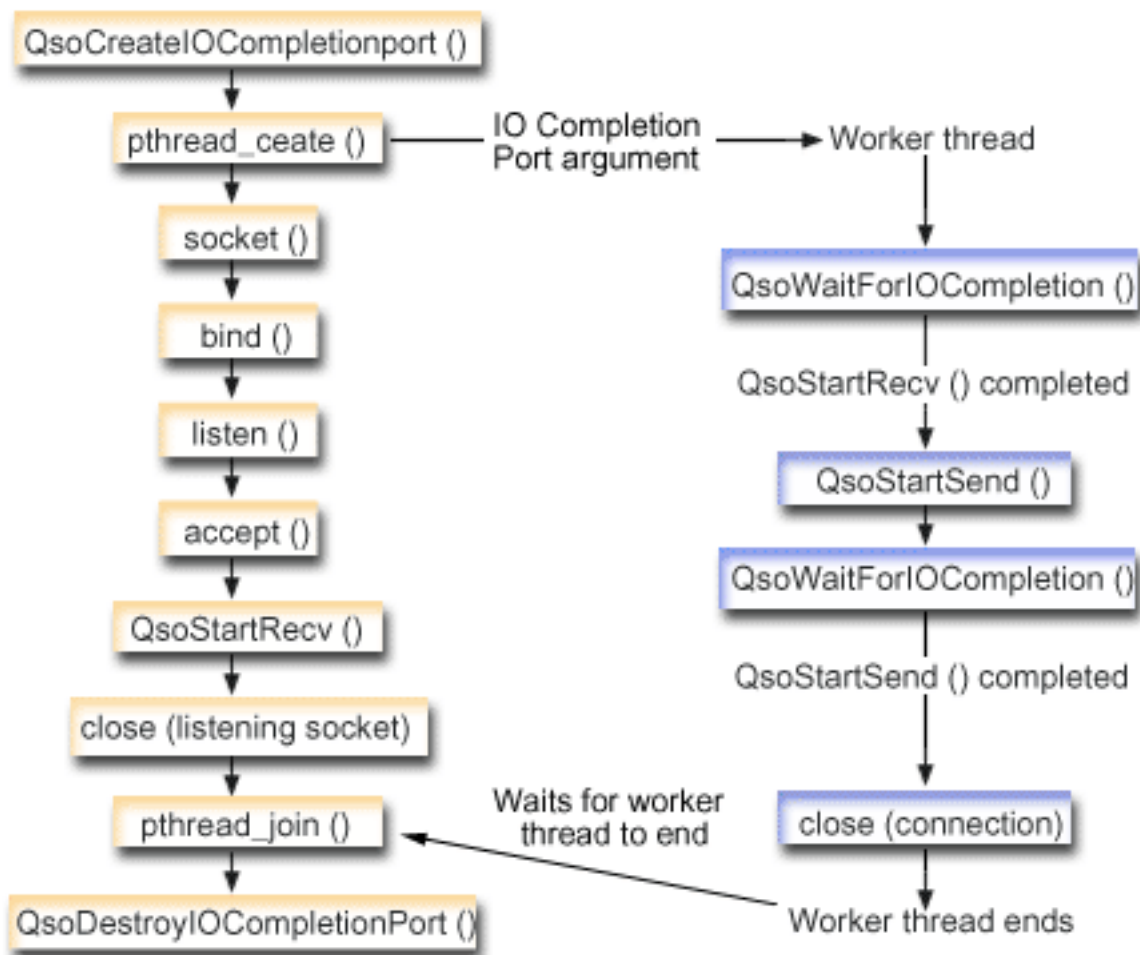 QsoCreateIOCompletionport ()
pthread_ceate ()
IO Completion
Port argument
Worker thread
socket ()
bind ()
listen ()
accept ()
QsoStartRecv ()
close (listening socket)
pthread_join ()
QsoDestroyIOCompletionPort ()
QsoWaitForIOCompletion ()
QsoStartRecv () completed
QsoStartSend ()
QsoWaitForIOCompletion ()
QsoStartSend () completed
close (connection)
Worker thread ends
Waits for worker
thread to end